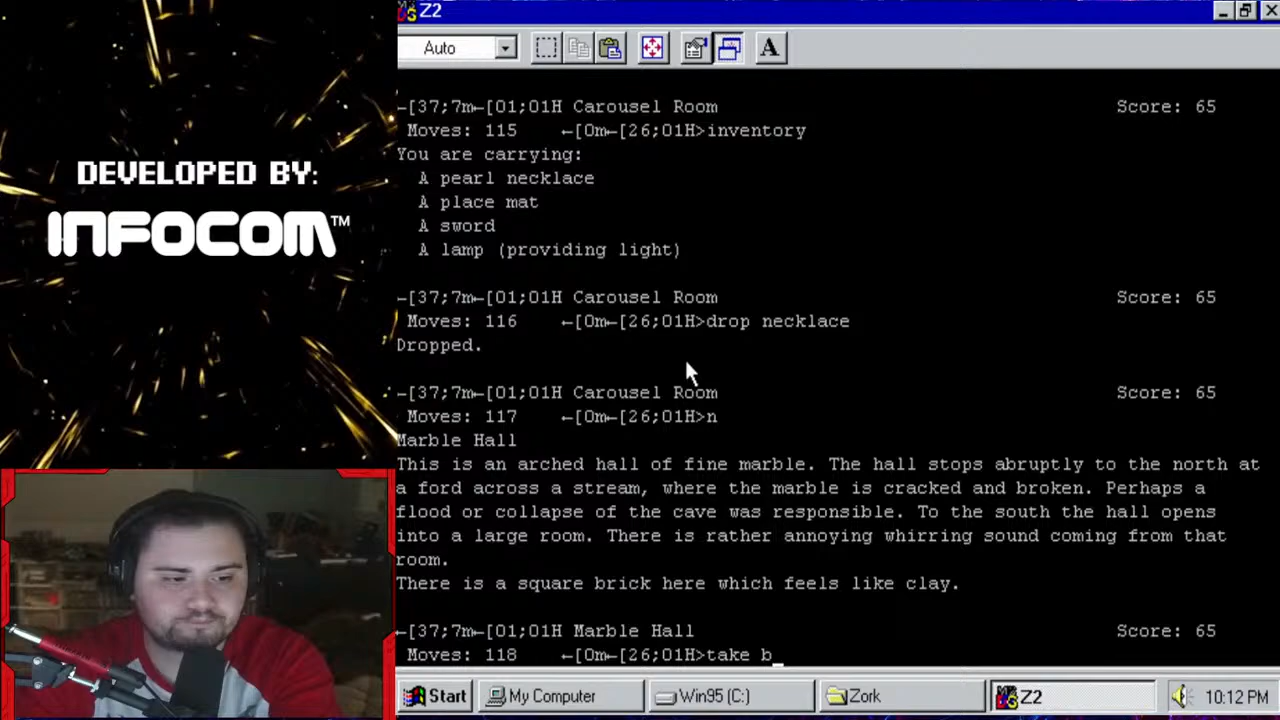 DEVELOPED BY:
INFOCOM™
Z2
Auto
A
←[37;7m←[01;01H Carousel Room Score: 65
Moves: 115 ←[0m←[26;01H>inventory
You are carrying:
A pearl necklace
A place mat
A sword
A lamp (providing light)
←[37;7m←[01;01H Carousel Room Score: 65
Moves: 116 ←[0m←[26;01H>drop necklace
Dropped.
←[37;7m←[01;01H Carousel Room Score: 65
Moves: 117 ←[0m←[26;01H>n
Marble Hall
This is an arched hall of fine marble. The hall stops abruptly to the north at
a ford across a stream, where the marble is cracked and broken. Perhaps a
flood or collapse of the cave was responsible. To the south the hall opens
into a large room. There is rather annoying whirring sound coming from that
room.
There is a square brick here which feels like clay.
←[37;7m←[01;01H Marble Hall Score: 65
Moves: 118 ←[0m←[26;01H>take b_
Start My Computer Win95 (C:) Zork Z2 10:12 PM